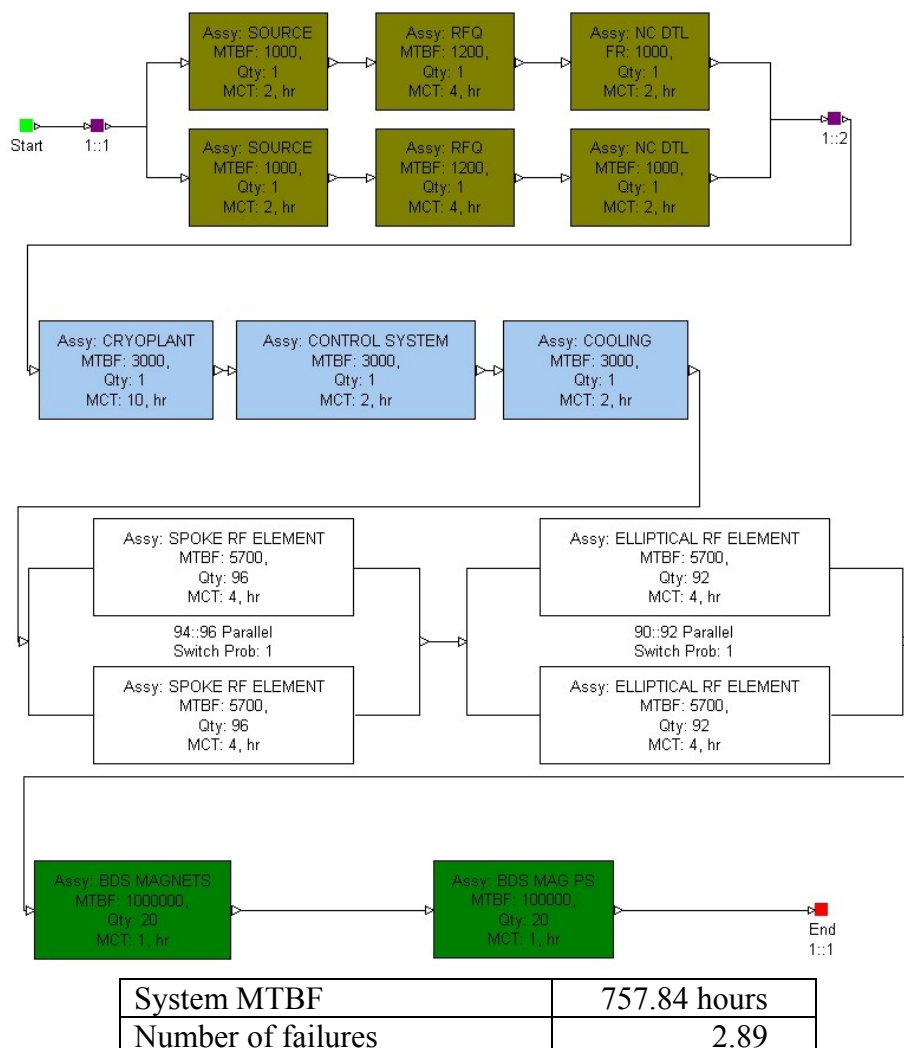 Assy: SOURCE
MTBF: 1000,
Qty: 1
MCT: 2, hr
Assy: RFQ
MTBF: 1200,
Qty: 1
MCT: 4, hr
Assy: NC DTL
FR: 1000,
Qty: 1
MCT: 2, hr
Start
1::1
1::2
Assy: SOURCE
MTBF: 1000,
Qty: 1
MCT: 2, hr
Assy: RFQ
MTBF: 1200,
Qty: 1
MCT: 4, hr
Assy: NC DTL
MTBF: 1000,
Qty: 1
MCT: 2, hr
Assy: CRYOPLANT
MTBF: 3000,
Qty: 1
MCT: 10, hr
Assy: CONTROL SYSTEM
MTBF: 3000,
Qty: 1
MCT: 2, hr
Assy: COOLING
MTBF: 3000,
Qty: 1
MCT: 2, hr
Assy: SPOKE RF ELEMENT
MTBF: 5700,
Qty: 96
MCT: 4, hr
94::96 Parallel
Switch Prob: 1
Assy: SPOKE RF ELEMENT
MTBF: 5700,
Qty: 96
MCT: 4, hr
Assy: ELLIPTICAL RF ELEMENT
MTBF: 5700,
Qty: 92
MCT: 4, hr
90::92 Parallel
Switch Prob: 1
Assy: ELLIPTICAL RF ELEMENT
MTBF: 5700,
Qty: 92
MCT: 4, hr
Assy: BDS MAGNETS
MTBF: 1000000,
Qty: 20
MCT: 1, hr
Assy: BDS MAG PS
MTBF: 100000,
Qty: 20
MCT: 1, hr
End
1::1
System MTBF 757.84 hours
Number of failures 2.89